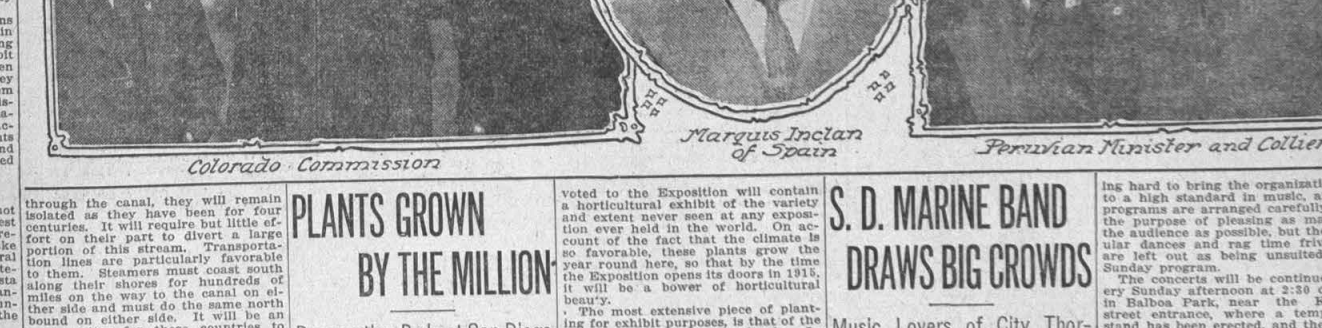 Colorado Commission
Marquis Inclan
of Spain
Peruvian Minister and Collier
through the canal, they will remain
isolated as they have been for four
centuries. It will require but little ef-
fort on their part to divert a large
portion of this stream. Transporta-
tion lines are particularly favorable
to them. Steamers must coast south
along their shores for hundreds of
miles on the way to the canal on ei-
ther side and must do the same north
bound on either side. It will be an
PLANTS GROWN
BY THE MILLION
voted to the Exposition will contain
a horticultural exhibit of the variety
and extent never seen at any exposi-
tion ever held in the world. On ac-
count of the fact that the climate is
so favorable, these plants grow the
year round here, so that by the time
the Exposition opens its doors in 1915,
it will be a bower of horticultural
beauty.
The most extensive piece of plant-
ing for exhibit purposes, is that of the
S. D. MARINE BAND
DRAWS BIG CROWDS
Music Lovers of City Thor-
ing hard to bring the organizati
to a high standard in music, a
programs are arranged carefully
the purpose of pleasing as ma
the audience as possible, but the
ular dances and rag time friv
are left out as being unsuited
Sunday program.
The concerts will be continue
ery Sunday afternoon at 2:30
in Balboa Park, near the
street entrance, where a tem
stand has been erected, and the